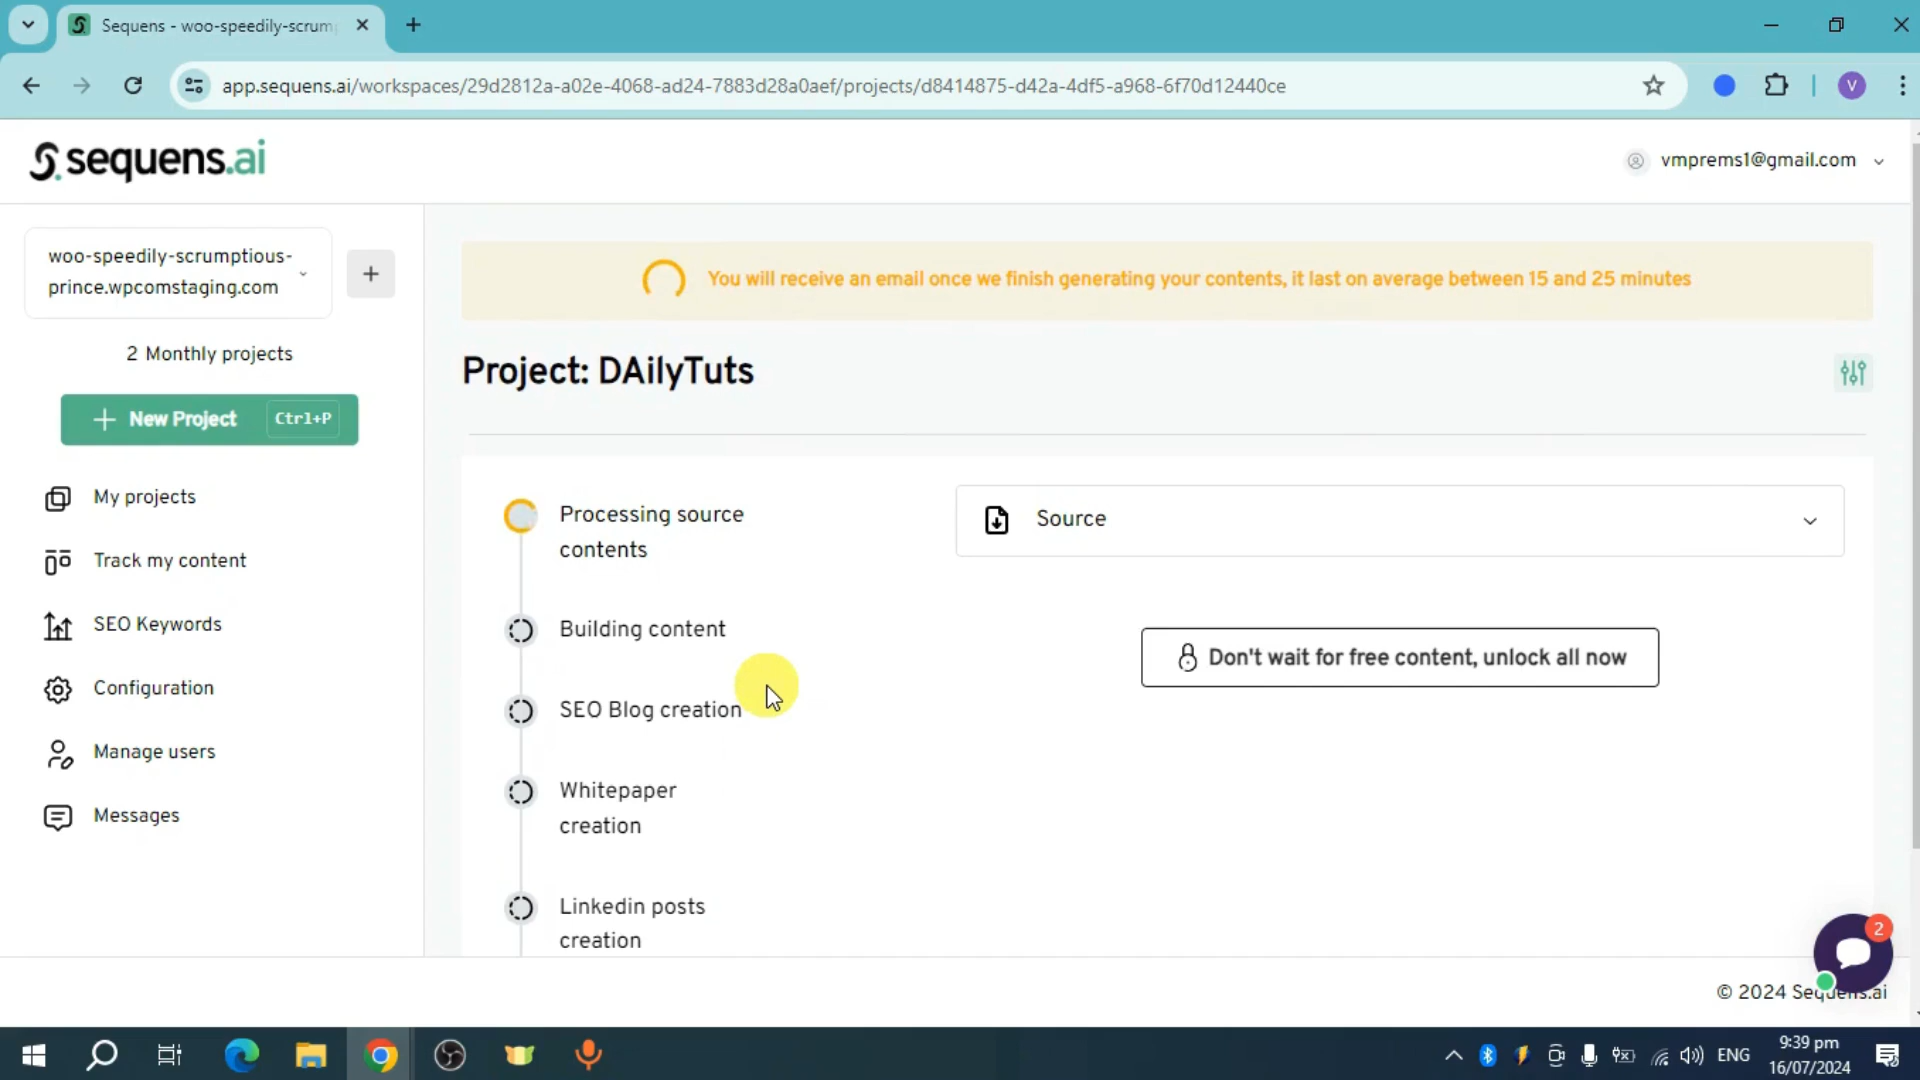 Sequens - woo-speedily-scrum
app.sequens.ai/workspaces/29d2812a-a02e-4068-ad24-7883d28a0aef/projects/d8414875-d42a-4df5-a968-6f70d12440ce
V
sequens.ai
vmprems1@gmail.com
woo-speedily-scrumptious-
prince.wpcomstaging.com
2 Monthly projects
New Project Ctrl+P
My projects
Track my content
SEO Keywords
Configuration
Manage users
Messages
You will receive an email once we finish generating your contents, it last on average between 15 and 25 minutes
Project: DAilyTuts
Processing source
contents
Building content
SEO Blog creation
Whitepaper
creation
Linkedin posts
creation
Source
Don't wait for free content, unlock all now
2
© 2024 Sequens.ai
ENG
9:39 pm
16/07/2024